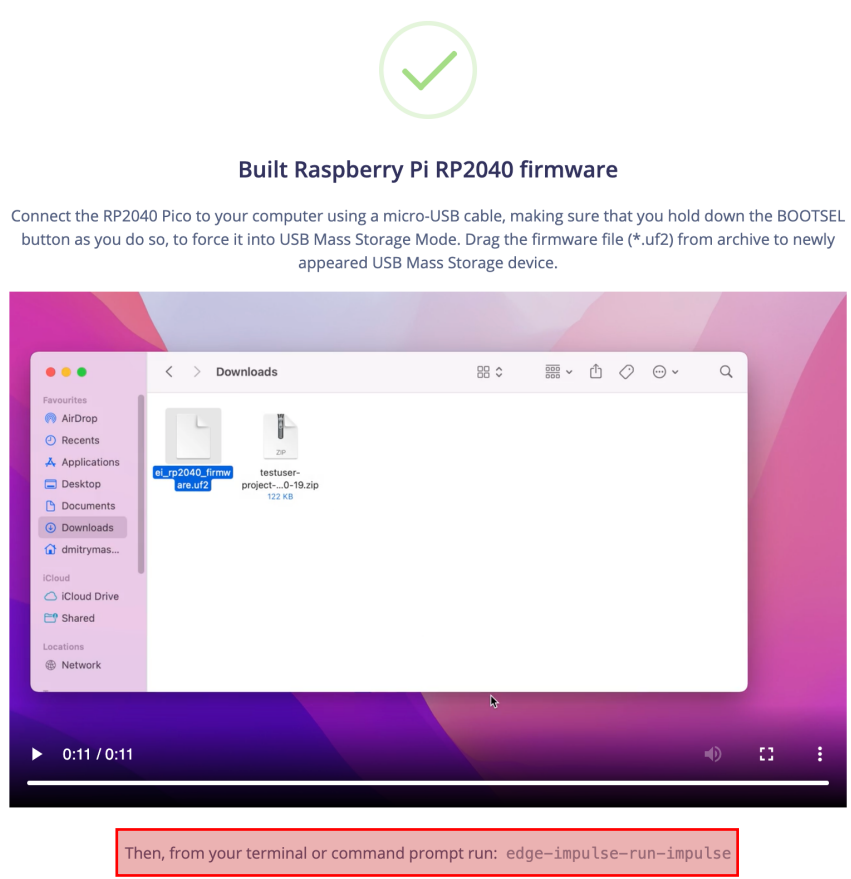 Built Raspberry Pi RP2040 firmware
Connect the RP2040 Pico to your computer using a micro-USB cable, making sure that you hold down the BOOTSEL
button as you do so, to force it into USB Mass Storage Mode. Drag the firmware file (*.uf2) from archive to newly
appeared USB Mass Storage device.
Downloads
Favourites
AirDrop
Recents
Applications
Desktop
Documents
Downloads
dmitrymas...
iCloud
iCloud Drive
Shared
Locations
Network
ei_rp2040_firmw
are.uf2
ZIP
testuser-
project-...0-19.zip
122 KB
0:11 / 0:11
Then, from your terminal or command prompt run: edge-impulse-run-impulse